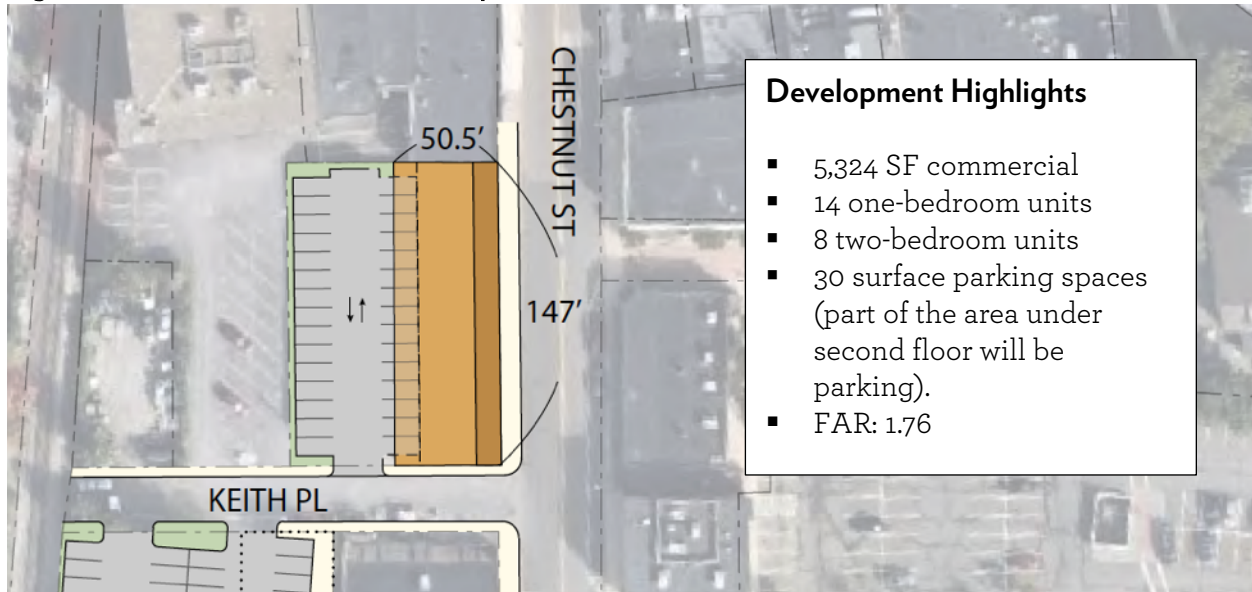 50.5'
CHESTNUT ST
147'
KEITH PL
Development Highlights
▪ 5,324 SF commercial
▪ 14 one-bedroom units
▪ 8 two-bedroom units
▪ 30 surface parking spaces
(part of the area under
second floor will be
parking).
▪ FAR: 1.76